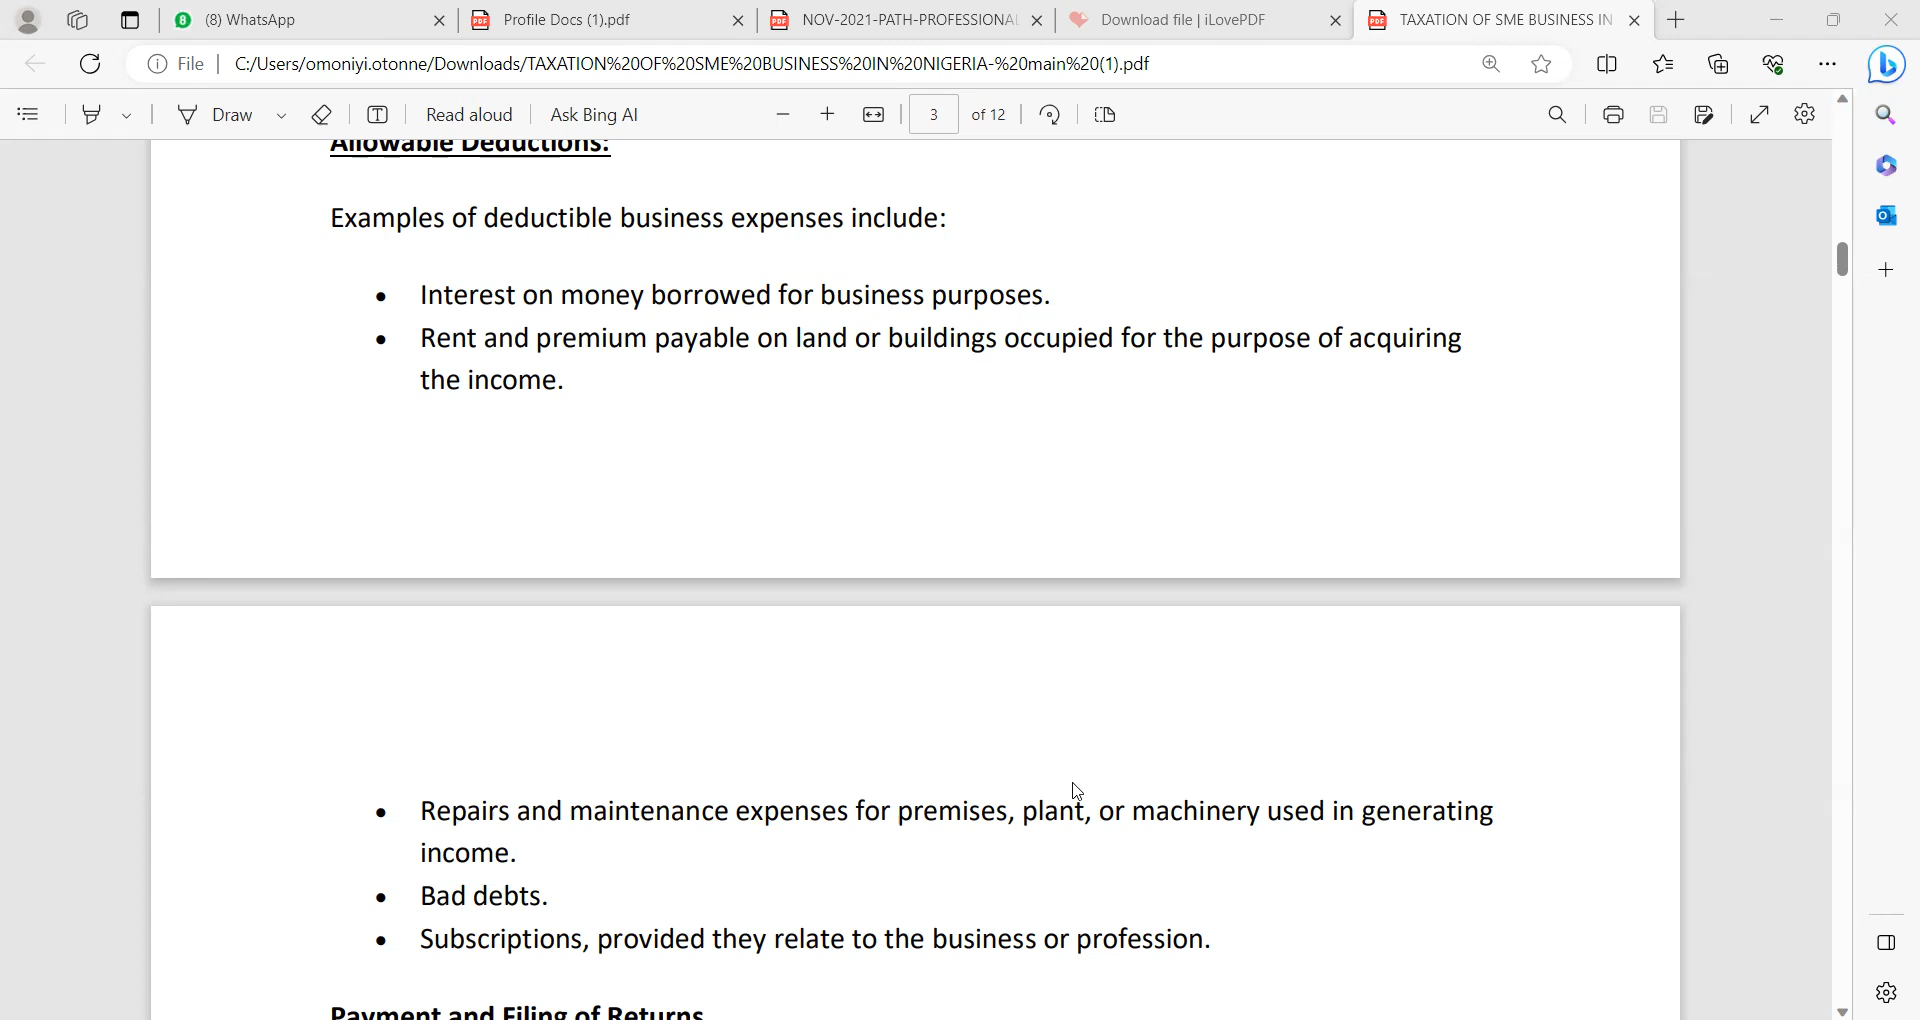 (8) WhatsApp
Profile Docs (1).pdf
NOV-2021-PATH-PROFESSIONAL
Download file | iLovePDF
TAXATION OF SME BUSINESS IN
File
C:/Users/omoniyi.otonne/Downloads/TAXATION%20OF%20SME%20BUSINESS%20IN%20NIGERIA-%20main%20(1).pdf
Draw
Read aloud
Ask Bing AI
3 of 12
Allowable Deductions:
Examples of deductible business expenses include:
• Interest on money borrowed for business purposes.
• Rent and premium payable on land or buildings occupied for the purpose of acquiring
the income.
• Repairs and maintenance expenses for premises, plant, or machinery used in generating
income.
• Bad debts.
• Subscriptions, provided they relate to the business or profession.
Payment and Filing of Returns